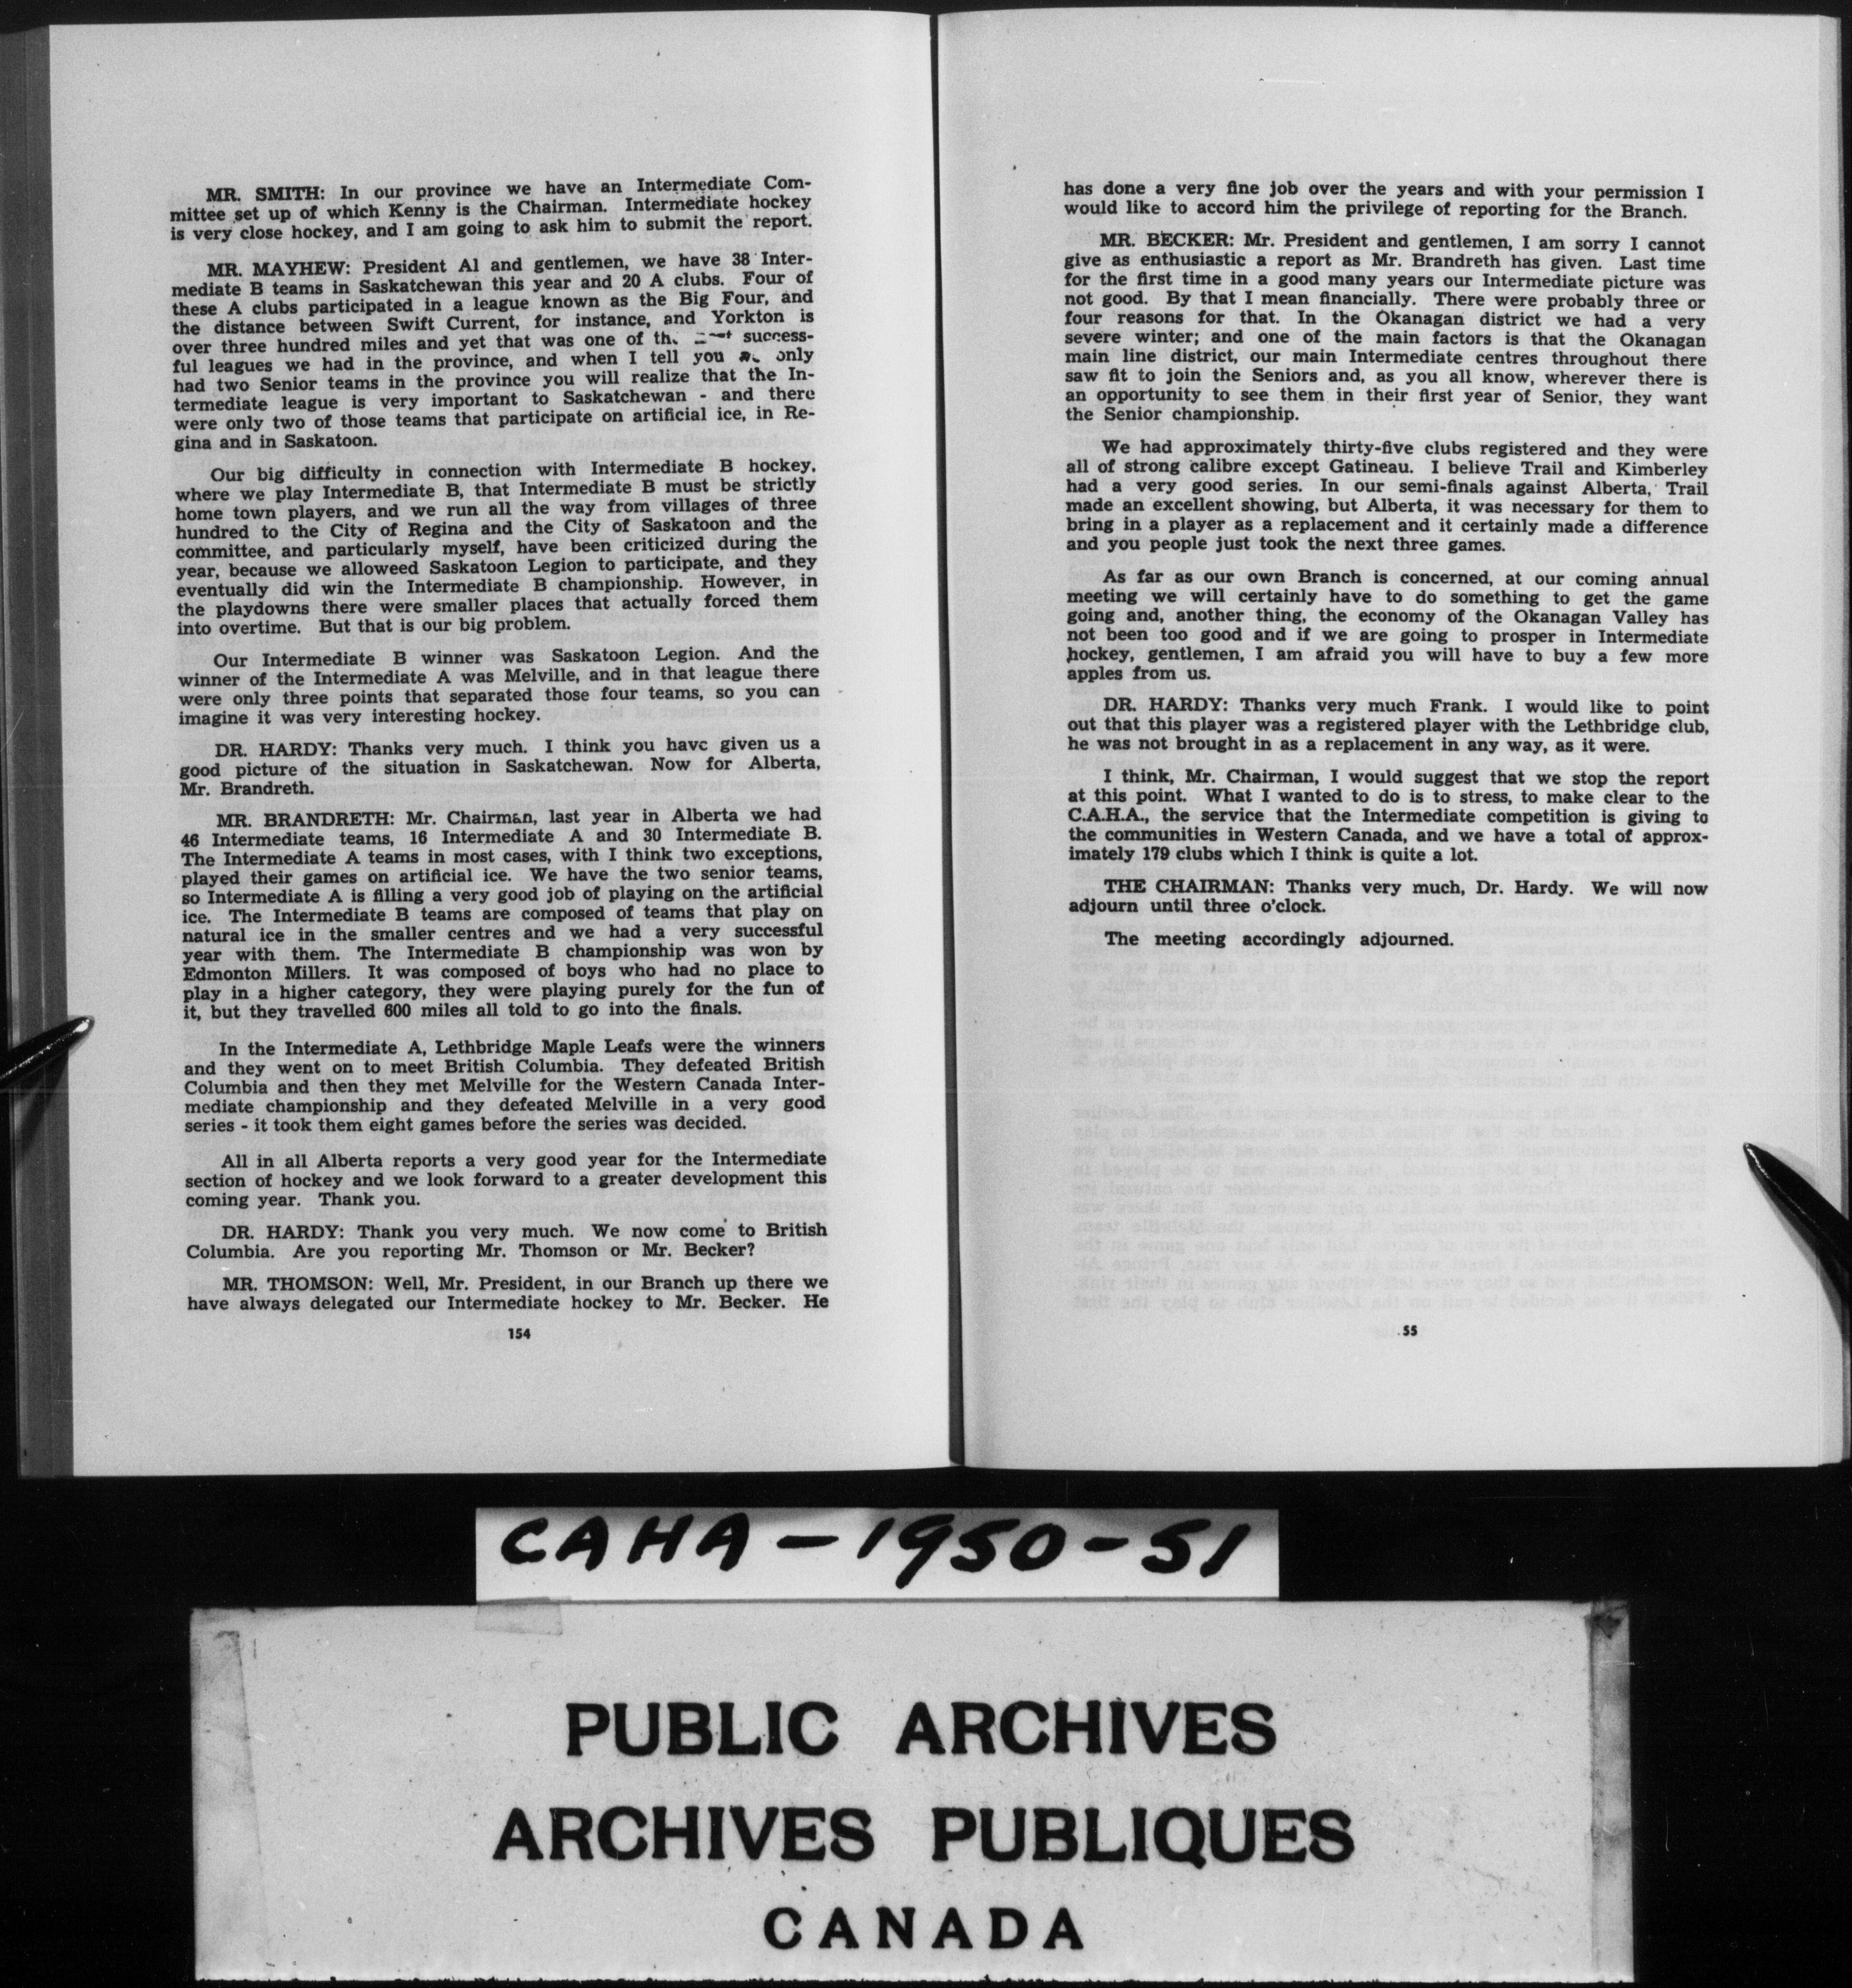 MR. SMITH: In our province we have an Intermediate Com-
mittee set up of which Kenny is the Chairman. Intermediate hockey
is very close hockey, and I am going to ask him to submit the report.
MR. MAYHEW: President Al and gentlemen, we have 38 Inter-
mediate B teams in Saskatchewan this year and 20 A clubs. Four of
these A clubs participated in a league known as the Big Four, and
the distance between Swift Current, for instance, and Yorkton is
over three hundred miles and yet that was one of success-
ful leagues we had in the province, and when I tell you only
had two Senior teams in the province you will realize that the In-
termediate league is very important to Saskatchewan - and there
were only two of those teams that participate on artificial ice, in Re-
gina and in Saskatoon.
Our big difficulty in connection with Intermediate B hockey,
where we play Intermediate B, that Intermediate B must be strictly
home town players, and we run all the way from villages of three
hundred to the City of Regina and the City of Saskatoon and the
committee, and particularly myself, have been criticized during the
year, because we alloweed Saskatoon Legion to participate, and they
eventually did win the Intermediate B championship. However, in
the playdowns there were smaller places that actually forced them
into overtime. But that is our big problem.
Our Intermediate B winner was Saskatoon Legion. And the
winner of the Intermediate A was Melville, and in that league there
were only three points that separated those four teams, so you can
imagine it was very interesting hockey.
DR. HARDY: Thanks very much. I think you have given us a
good picture of the situation in Saskatchewan. Now for Alberta,
Mr. Brandreth.
MR. BRANDRETH: Mr. Chairman, last year in Alberta we had
46 Intermediate teams, 16 Intermediate A and 30 Intermediate B.
The Intermediate A teams in most cases, with I think two exceptions,
played their games on artificial ice. We have the two senior teams,
so Intermediate A is filling a very good job of playing on the artificial
ice. The Intermediate B teams are composed of teams that play on
natural ice in the smaller centres and we had a very successful
year with them. The Intermediate B championship was won by
Edmonton Millers. It was composed of boys who had no place to
play in a higher category, they were playing purely for the fun of
it, but they travelled 600 miles all told to go into the finals.
In the Intermediate A, Lethbridge Maple Leafs were the winners
and they went on to meet British Columbia. They defeated British
Columbia and then they met Melville for the Western Canada Inter-
mediate championship and they defeated Melville in a very good
series - it took them eight games before the series was decided.
All in all Alberta reports a very good year for the Intermediate
section of hockey and we look forward to a greater development this
coming year. Thank you.
DR. HARDY: Thank you very much. We now come to British
Columbia. Are you reporting Mr. Thomson or Mr. Becker?
MR. THOMSON: Well, Mr. President, in our Branch up there we
have always delegated our Intermediate hockey to Mr. Becker. He
154
has done a very fine job over the years and with your permission I
would like to accord him the privilege of reporting for the Branch.
MR. BECKER: Mr. President and gentlemen, I am sorry I cannot
give as enthusiastic a report as Mr. Brandreth has given. Last time
for the first time in a good many years our Intermediate picture was
not good. By that I mean financially. There were probably three or
four reasons for that. In the Okanagan district we had a very
severe winter; and one of the main factors is that the Okanagan
main line district, our main Intermediate centres throughout there
saw fit to join the Seniors and, as you all know, wherever there is
an opportunity to see them in their first year of Senior, they want
the Senior championship.
We had approximately thirty-five clubs registered and they were
all of strong calibre except Gatineau. I believe Trail and Kimberley
had a very good series. In our semi-finals against Alberta, Trail
made an excellent showing, but Alberta, it was necessary for them to
bring in a player as a replacement and it certainly made a difference
and you people just took the next three games.
As far as our own Branch is concerned, at our coming annual
meeting we will certainly have to do something to get the game
going and, another thing, the economy of the Okanagan Valley has
not been too good and if we are going to prosper in Intermediate
hockey, gentlemen, I am afraid you will have to buy a few more
apples from us.
DR. HARDY: Thanks very much Frank. I would like to point
out that this player was a registered player with the Lethbridge club,
he was not brought in as a replacement in any way, as it were.
I think, Mr. Chairman, I would suggest that we stop the report
at this point. What I wanted to do is to stress, to make clear to the
C.A.H.A., the service that the Intermediate competition is giving to
the communities in Western Canada, and we have a total of approx-
imately 179 clubs which I think is quite a lot.
THE CHAIRMAN: Thanks very much, Dr. Hardy. We will now
adjourn until three o'clock.
The meeting accordingly adjourned.
55
CAHA-1950-51
PUBLIC ARCHIVES
ARCHIVES PUBLIQUES
CANADA